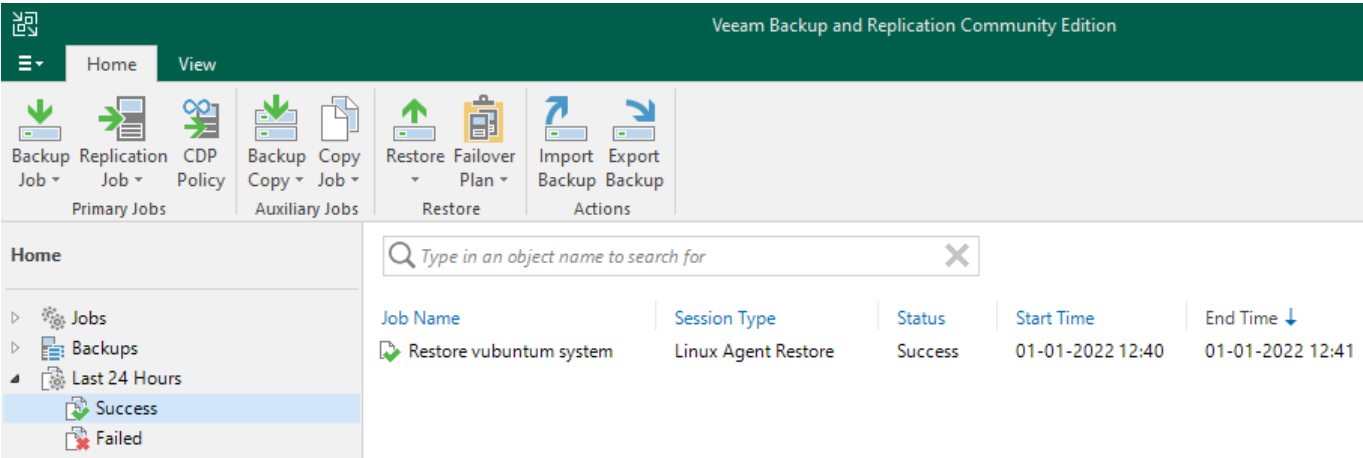 Veeam Backup and Replication Community Edition
Home View
Backup Job Replication Job CDP Policy Backup Copy Copy Job Restore Failover Plan Import Backup Export Backup
Primary Jobs Auxiliary Jobs Restore Actions
Home
Type in an object name to search for
Jobs
Backups
Last 24 Hours
Success
Failed
Job Name Session Type Status Start Time End Time
Restore vubuntum system Linux Agent Restore Success 01-01-2022 12:40 01-01-2022 12:41